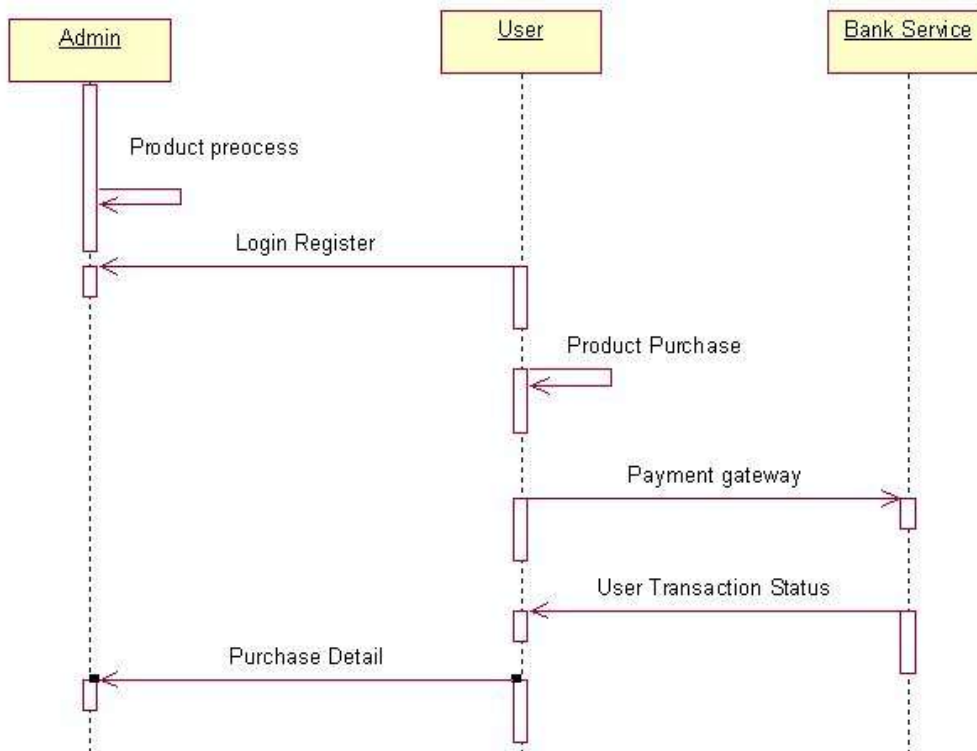 Admin
User
Bank Service
Product preocess
Login Register
Product Purchase
Payment gateway
User Transaction Status
Purchase Detail